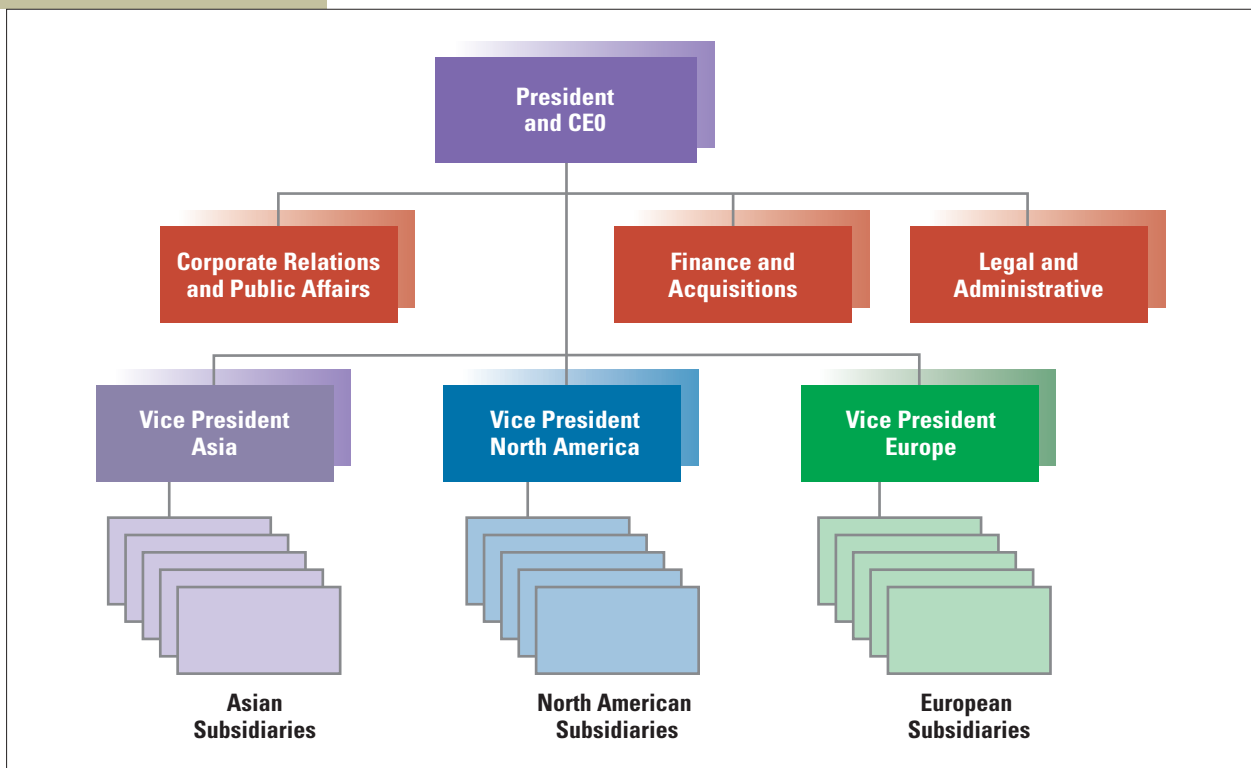 President
and CEO
Corporate Relations
and Public Affairs
Finance and
Acquisitions
Legal and
Administrative
Vice President
Asia
Vice President
North America
Vice President
Europe
Asian
Subsidiaries
North American
Subsidiaries
European
Subsidiaries